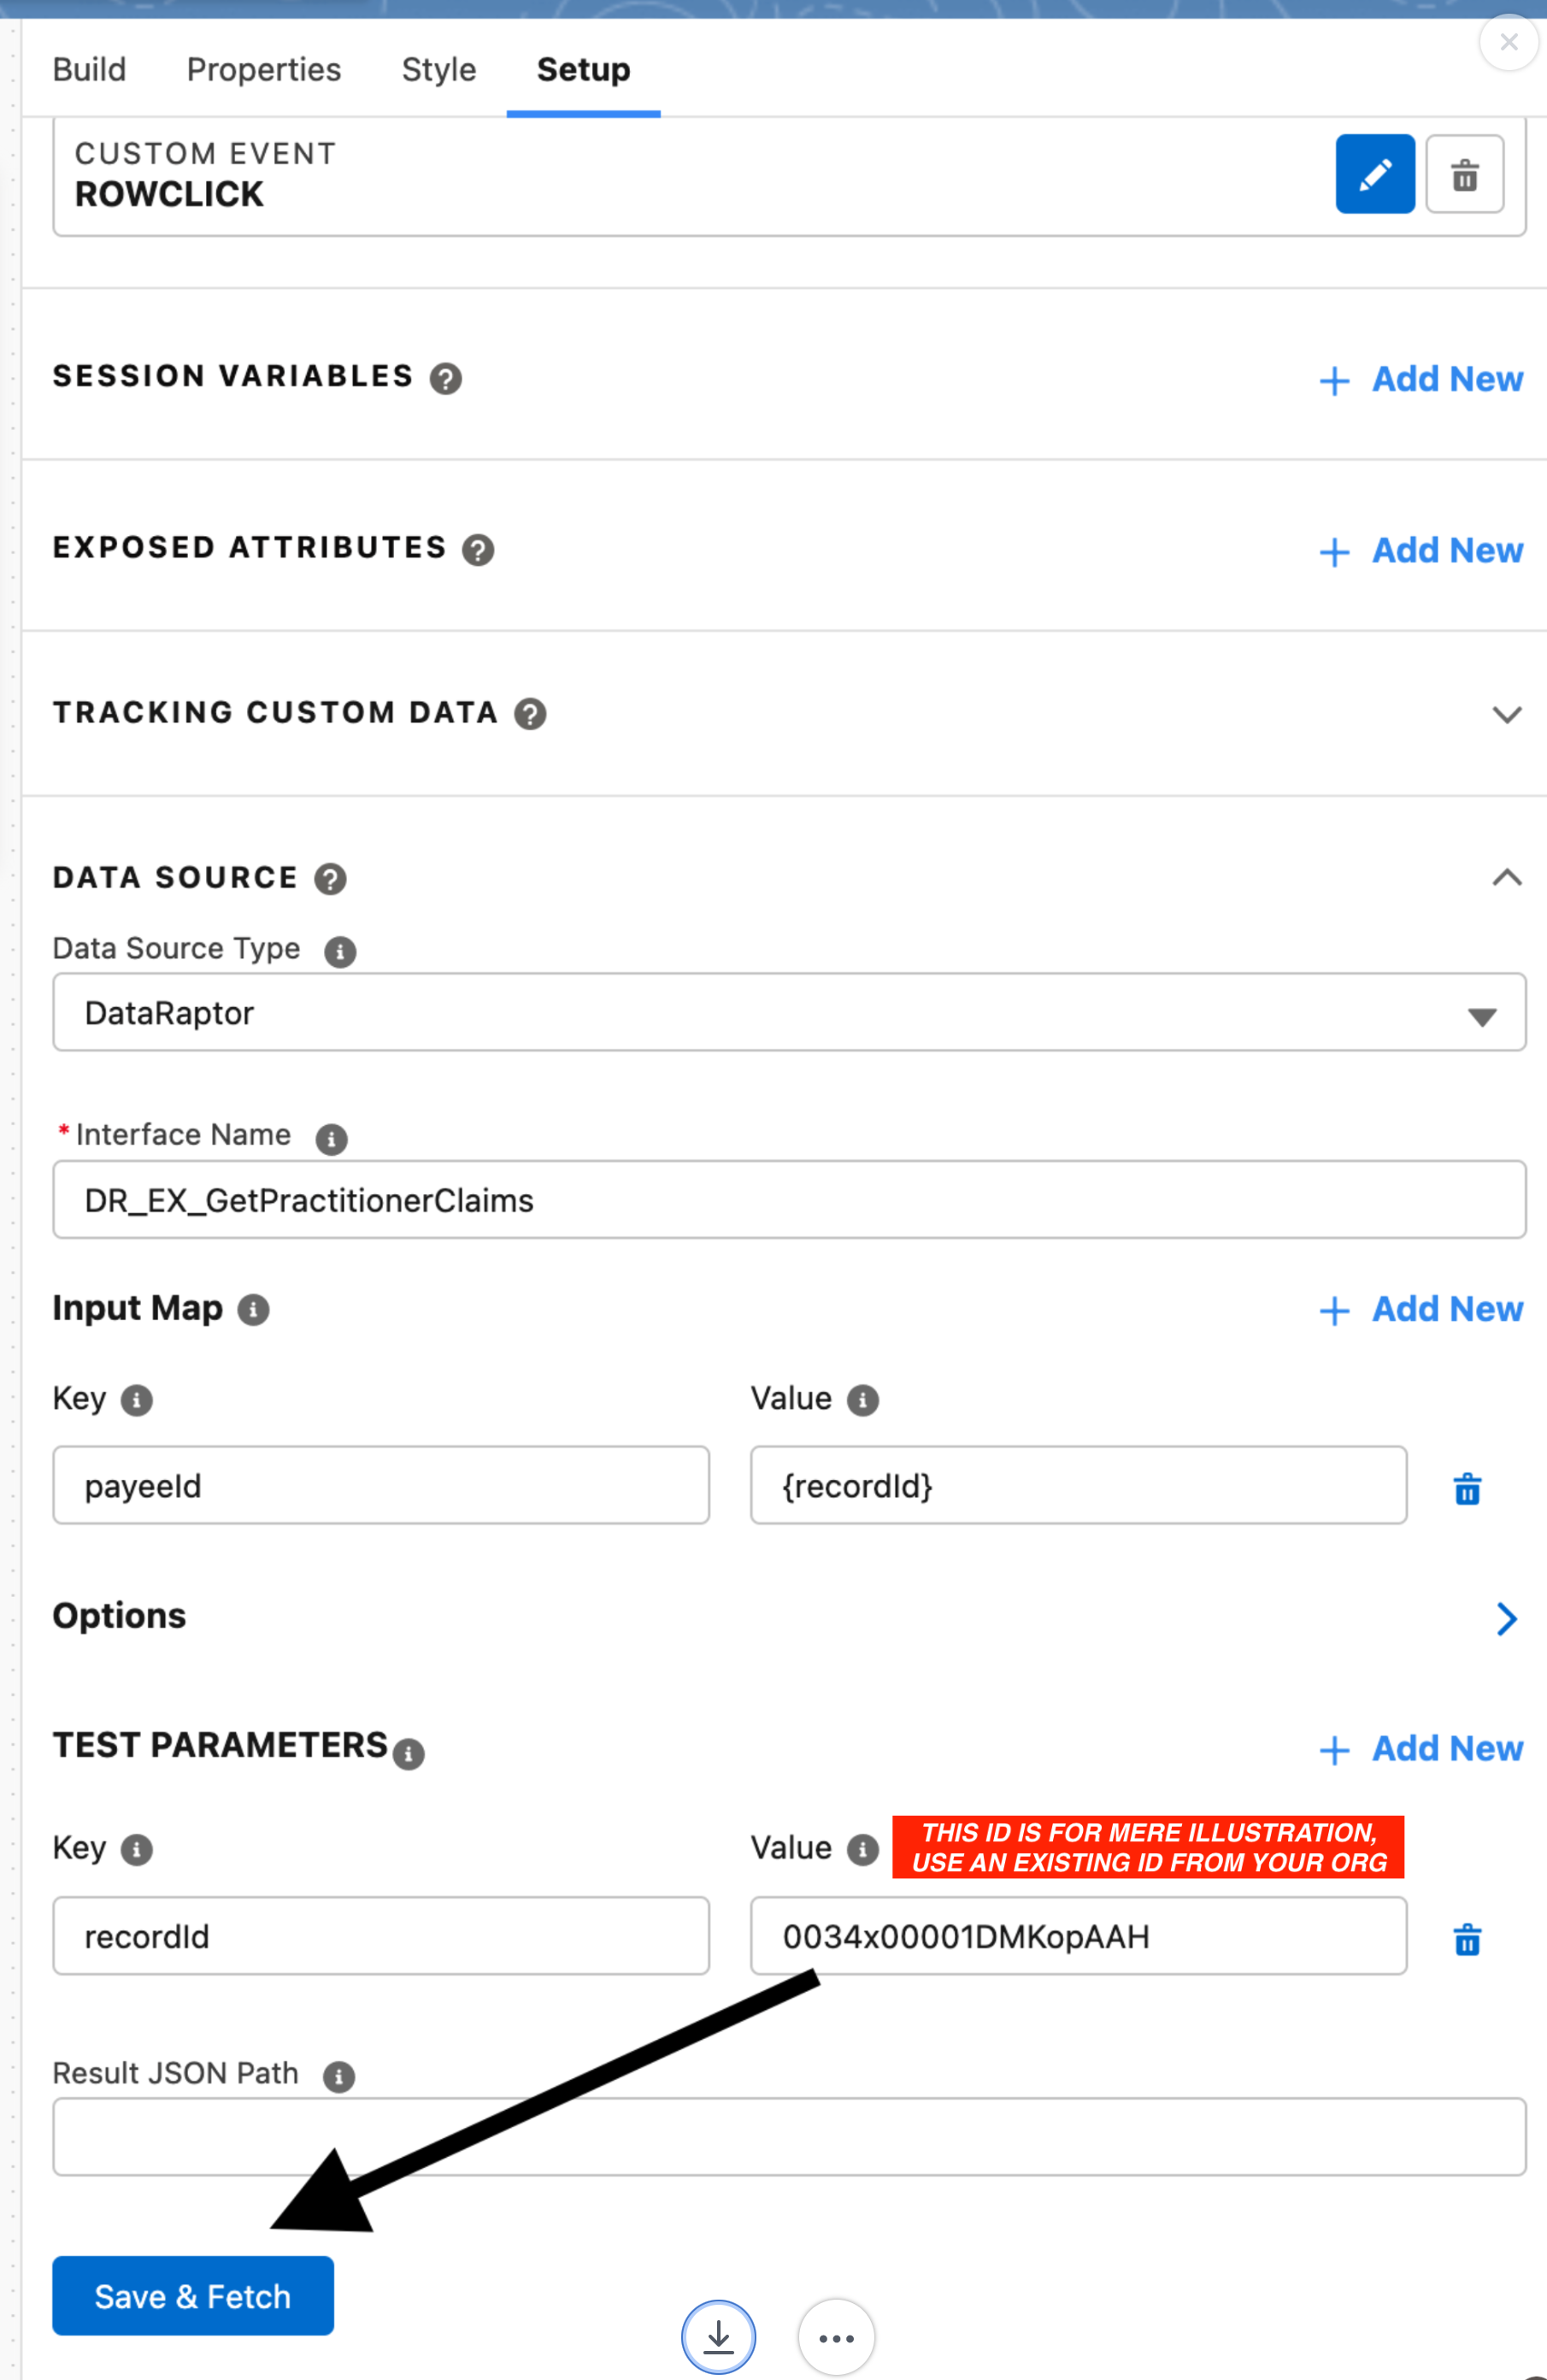 Build Properties Style Setup
CUSTOM EVENT
ROWCLICK
SESSION VARIABLES ? + Add New
EXPOSED ATTRIBUTES ? + Add New
TRACKING CUSTOM DATA ?
DATA SOURCE ?
Data Source Type i
DataRaptor
* Interface Name i
DR_EX_GetPractitionerClaims
Input Map i + Add New
Key i Value i
payeeId {recordId}
Options
TEST PARAMETERS i + Add New
Key i Value i
THIS ID IS FOR MERE ILLUSTRATION,
USE AN EXISTING ID FROM YOUR ORG
recordId 0034x00001DMKopAAH
Result JSON Path i
Save & Fetch